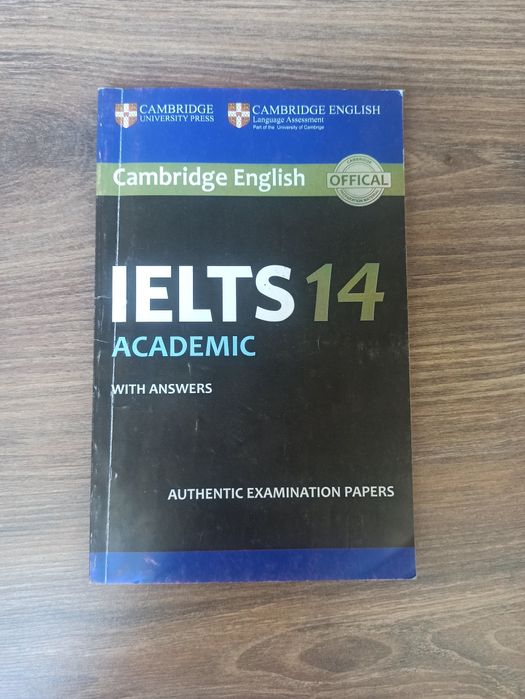 CAMBRIDGE
UNIVERSITY PRESS
CAMBRIDGE ENGLISH
Language Assessment
Part of the University of Cambrige
Cambridge English
CAMBRIDGE
OFFICAL
IELTS 14
ACADEMIC
WITH ANSWERS
AUTHENTIC EXAMINATION PAPERS